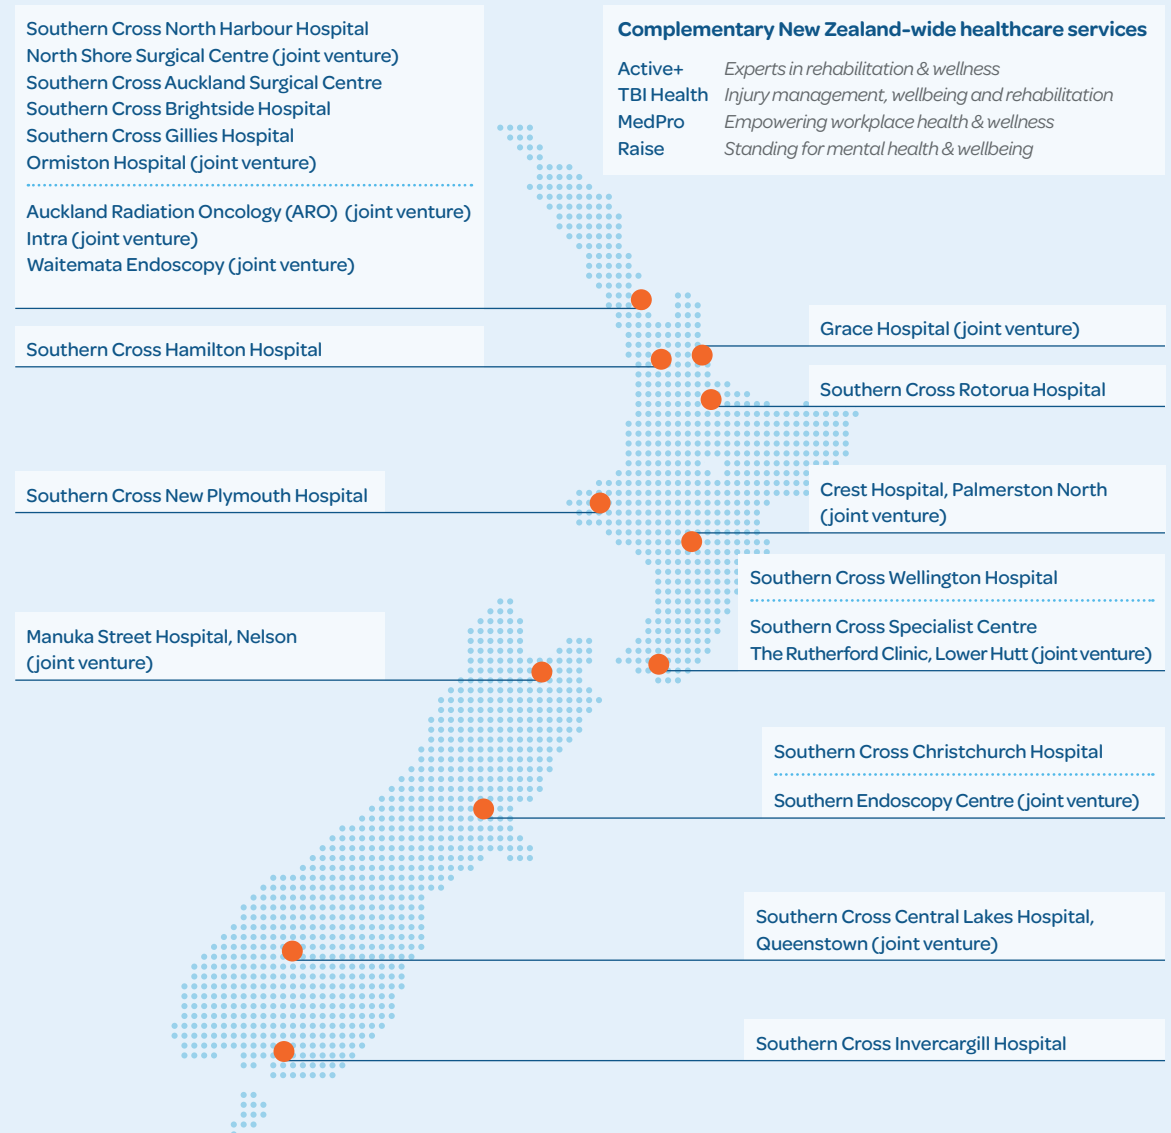 Southern Cross North Harbour Hospital
North Shore Surgical Centre (joint venture)
Southern Cross Auckland Surgical Centre
Southern Cross Brightside Hospital
Southern Cross Gillies Hospital
Ormiston Hospital (joint venture)
Auckland Radiation Oncology (ARO) (joint venture)
Intra (joint venture)
Waitemata Endoscopy (joint venture)
Complementary New Zealand-wide healthcare services
Active+ Experts in rehabilitation & wellness
TBI Health Injury management, wellbeing and rehabilitation
MedPro Empowering workplace health & wellness
Raise Standing for mental health & wellbeing
Grace Hospital (joint venture)
Southern Cross Hamilton Hospital
Southern Cross Rotorua Hospital
Southern Cross New Plymouth Hospital
Crest Hospital, Palmerston North
(joint venture)
Southern Cross Wellington Hospital
Southern Cross Specialist Centre
The Rutherford Clinic, Lower Hutt (joint venture)
Manuka Street Hospital, Nelson
(joint venture)
Southern Cross Christchurch Hospital
Southern Endoscopy Centre (joint venture)
Southern Cross Central Lakes Hospital,
Queenstown (joint venture)
Southern Cross Invercargill Hospital